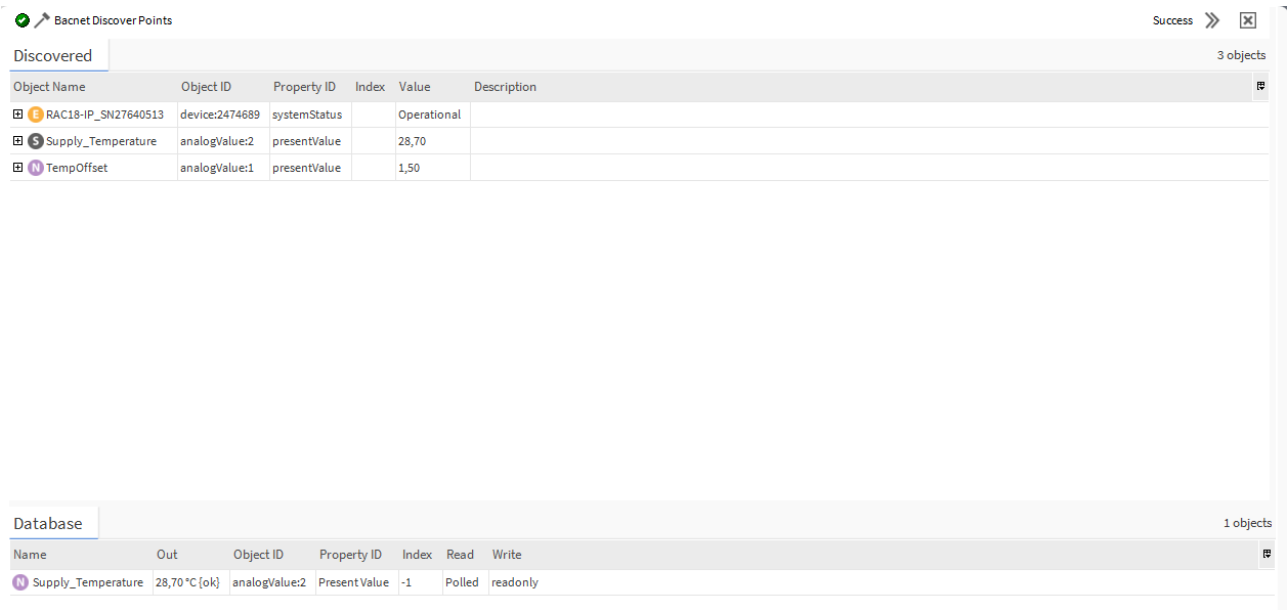 Bacnet Discover Points Success
Discovered 3 objects
Object Name Object ID Property ID Index Value Description
E RAC18-IP_SN27640513 device:2474689 systemStatus Operational
S Supply_Temperature analogValue:2 presentValue 28,70
N TempOffset analogValue:1 presentValue 1,50
Database 1 objects
Name Out Object ID Property ID Index Read Write
N Supply_Temperature 28,70 °C {ok} analogValue:2 Present Value -1 Polled readonly